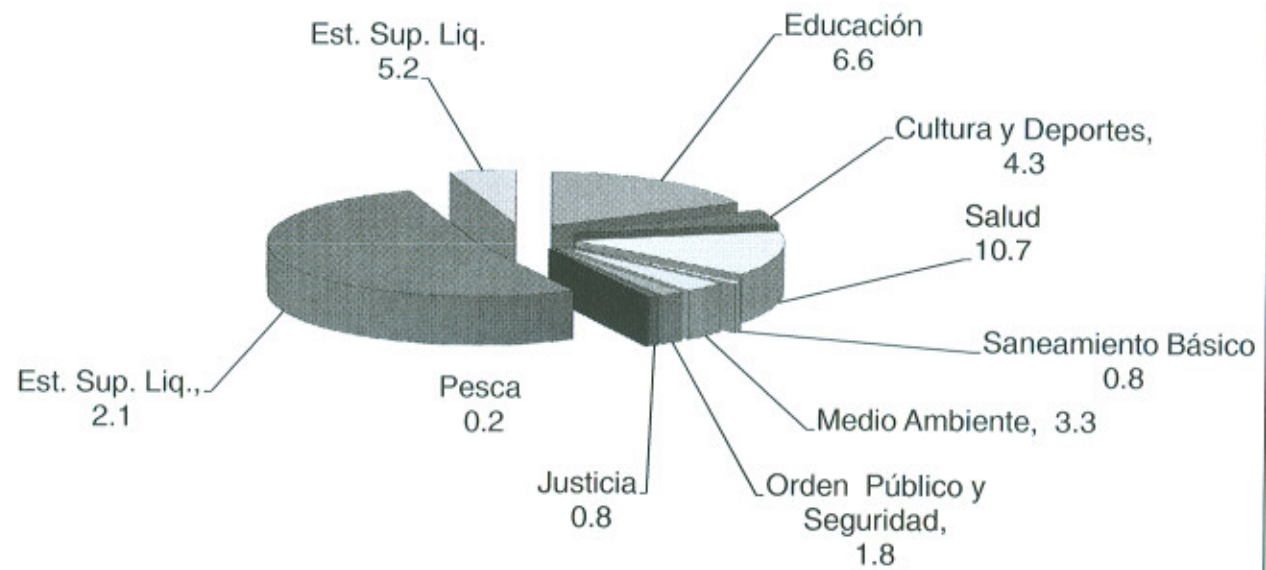 Est. Sup. Liq.
5.2
Educación
6.6
Cultura y Deportes,
4.3
Salud
10.7
Saneamiento Básico
0.8
Medio Ambiente, 3.3
Orden Público y
Seguridad,
1.8
Justicia
0.8
Pesca
0.2
Est. Sup. Liq.,
2.1